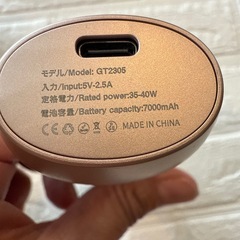 モデル/Model: GT2305
入力/Input:5V-2.5A
定格電力/Rated power:35-40W
電池容量/Battery capacity:7000mAh
MADE IN CHINA